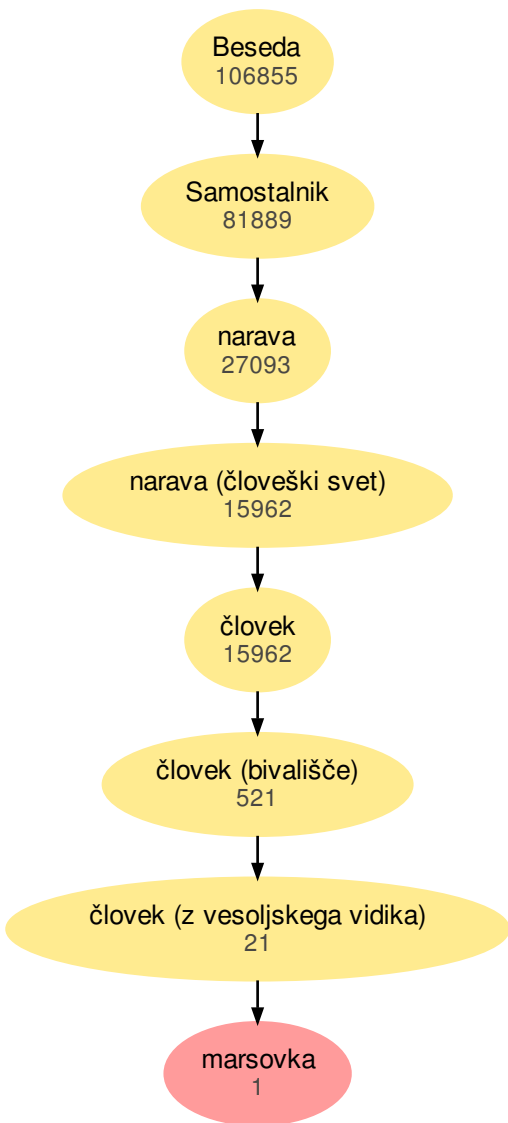 Beseda
106855
Samostalnik
81889
narava
27093
narava (človeški svet)
15962
človek
15962
človek (bivališče)
521
človek (z vesoljskega vidika)
21
marsovka
1